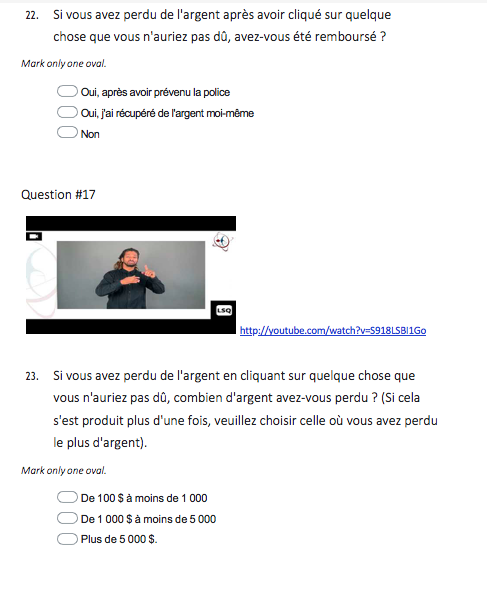 22. Si vous avez perdu de l'argent après avoir cliqué sur quelque
chose que vous n'auriez pas dû, avez-vous été remboursé ?
Mark only one oval.
Oui, après avoir prévenu la police
Oui, j'ai récupéré de l'argent moi-même
Non
Question #17
LSQ
http://youtube.com/watch?v=S918LSBI1Go
23. Si vous avez perdu de l'argent en cliquant sur quelque chose que
vous n'auriez pas dû, combien d'argent avez-vous perdu ? (Si cela
s'est produit plus d'une fois, veuillez choisir celle où vous avez perdu
le plus d'argent).
Mark only one oval.
De 100 $ à moins de 1 000
De 1 000 $ à moins de 5 000
Plus de 5 000 $.